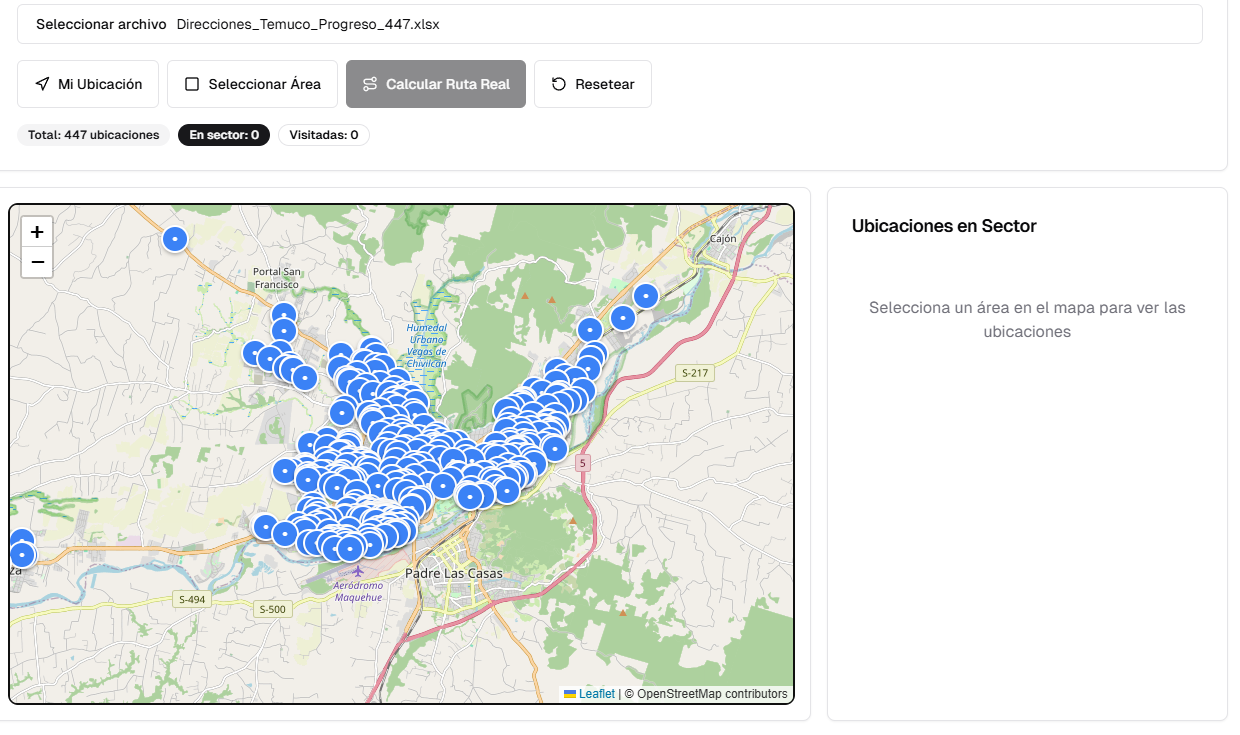 Seleccionar archivo Direcciones_Temuco_Progreso_447.xlsx
Mi Ubicación
Seleccionar Área
Calcular Ruta Real
Resetear
Total: 447 ubicaciones
En sector: 0
Visitadas: 0
+
−
Cajón
Portal San
Francisco
Humedal
Urbano-
Vegas de
Chivilcán
S-217
5
za
Padre Las Casas
Aeródromo
Maquehue
S-494
S-500
Leaflet | © OpenStreetMap contributors
Ubicaciones en Sector
Selecciona un área en el mapa para ver las
ubicaciones